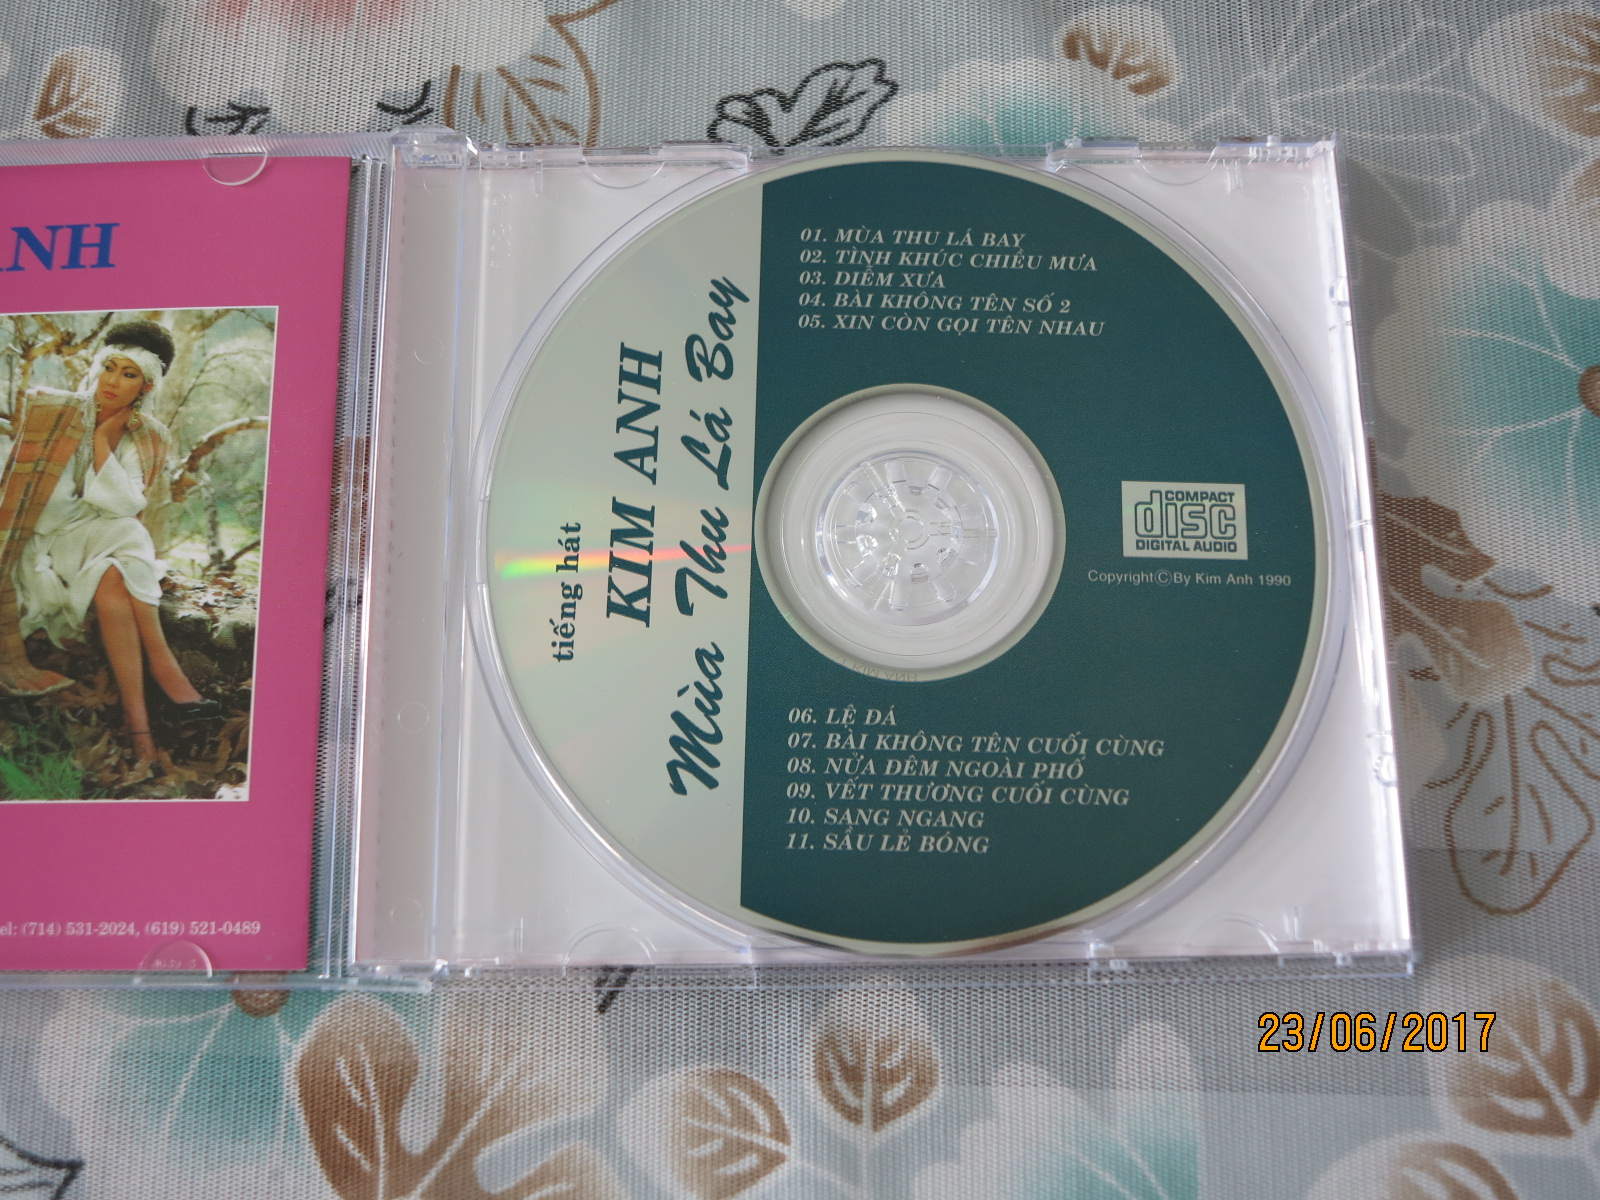 ANH
el: (714) 531-2024, (619) 521-0489
tiếng hát
KIM ANH
Mùa Thu Lá Bay
01. MÙA THU LÁ BAY
02. TÌNH KHÚC CHIỀU MƯA
03. DIỄM XƯA
04. BÀI KHÔNG TÊN SỐ 2
05. XIN CÒN GỌI TÊN NHAU
COMPACT
disc
DIGITAL AUDIO
Copyright©By Kim Anh 1990
06. LỆ ĐÁ
07. BÀI KHÔNG TÊN CUỐI CÙNG
08. NỬA ĐÊM NGOÀI PHỐ
09. VẾT THƯƠNG CUỐI CÙNG
10. SANG NGANG
11. SẦU LẺ BÓNG
23/06/2017